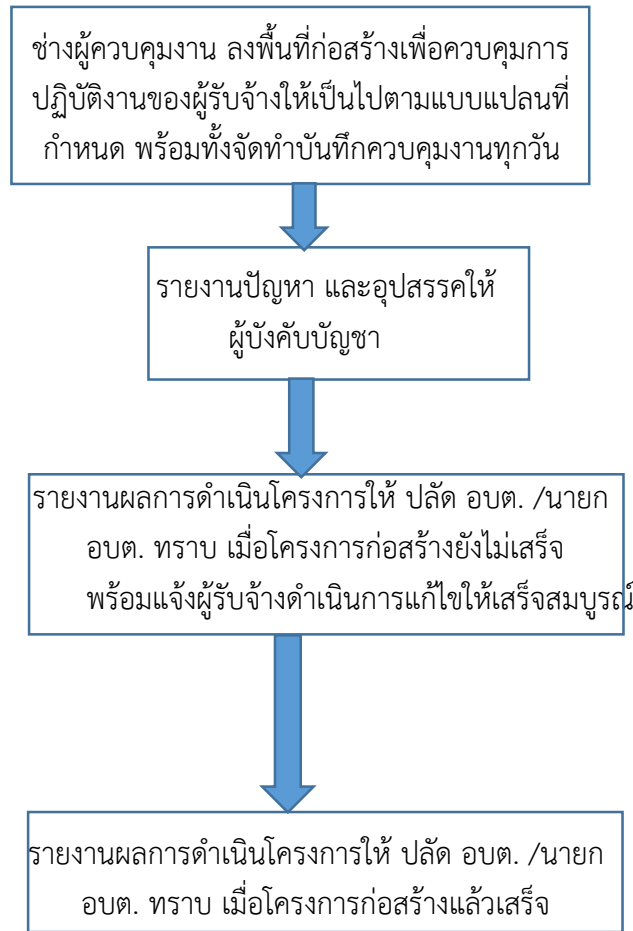 ช่างผู้ควบคุมงาน ลงพื้นที่ก่อสร้างเพื่อควบคุมการ
ปฏิบัติงานของผู้รับจ้างให้เป็นไปตามแบบแปลนที่
กำหนด พร้อมทั้งจัดทำบันทึกควบคุมงานทุกวัน
รายงานปัญหา และอุปสรรคให้
ผู้บังคับบัญชา
รายงานผลการดำเนินโครงการให้ ปลัด อบต. /นายก
อบต. ทราบ เมื่อโครงการก่อสร้างยังไม่เสร็จ
พร้อมแจ้งผู้รับจ้างดำเนินการแก้ไขให้เสร็จสมบูรณ์
รายงานผลการดำเนินโครงการให้ ปลัด อบต. /นายก
อบต. ทราบ เมื่อโครงการก่อสร้างแล้วเสร็จ